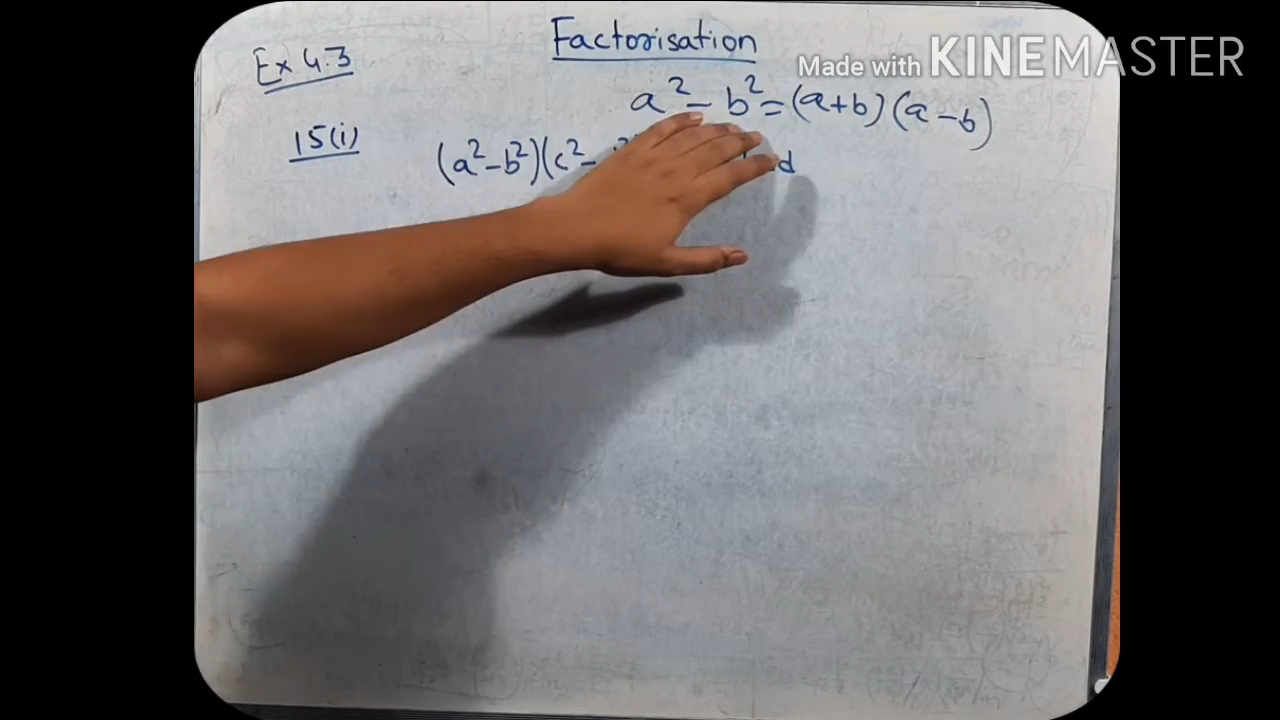 Factorisation
Made with KINEMASTER
Ex 4.3
a² - b² = (a+b) (a-b)
15(i)
(a²-b²)(c²- d